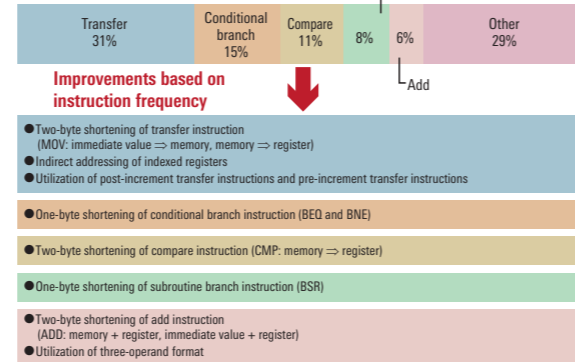 Transfer
31%
Conditional
branch
15%
Compare
11%
8%
6%
Other
29%
Add
Improvements based on
instruction frequency
●Two-byte shortening of transfer instruction
(MOV: immediate value ⇒ memory, memory ⇒ register)
●Indirect addressing of indexed registers
●Utilization of post-increment transfer instructions and pre-increment transfer instructions
●One-byte shortening of conditional branch instruction (BEQ and BNE)
●Two-byte shortening of compare instruction (CMP: memory ⇒ register)
●One-byte shortening of subroutine branch instruction (BSR)
●Two-byte shortening of add instruction
(ADD: memory + register, immediate value + register)
●Utilization of three-operand format